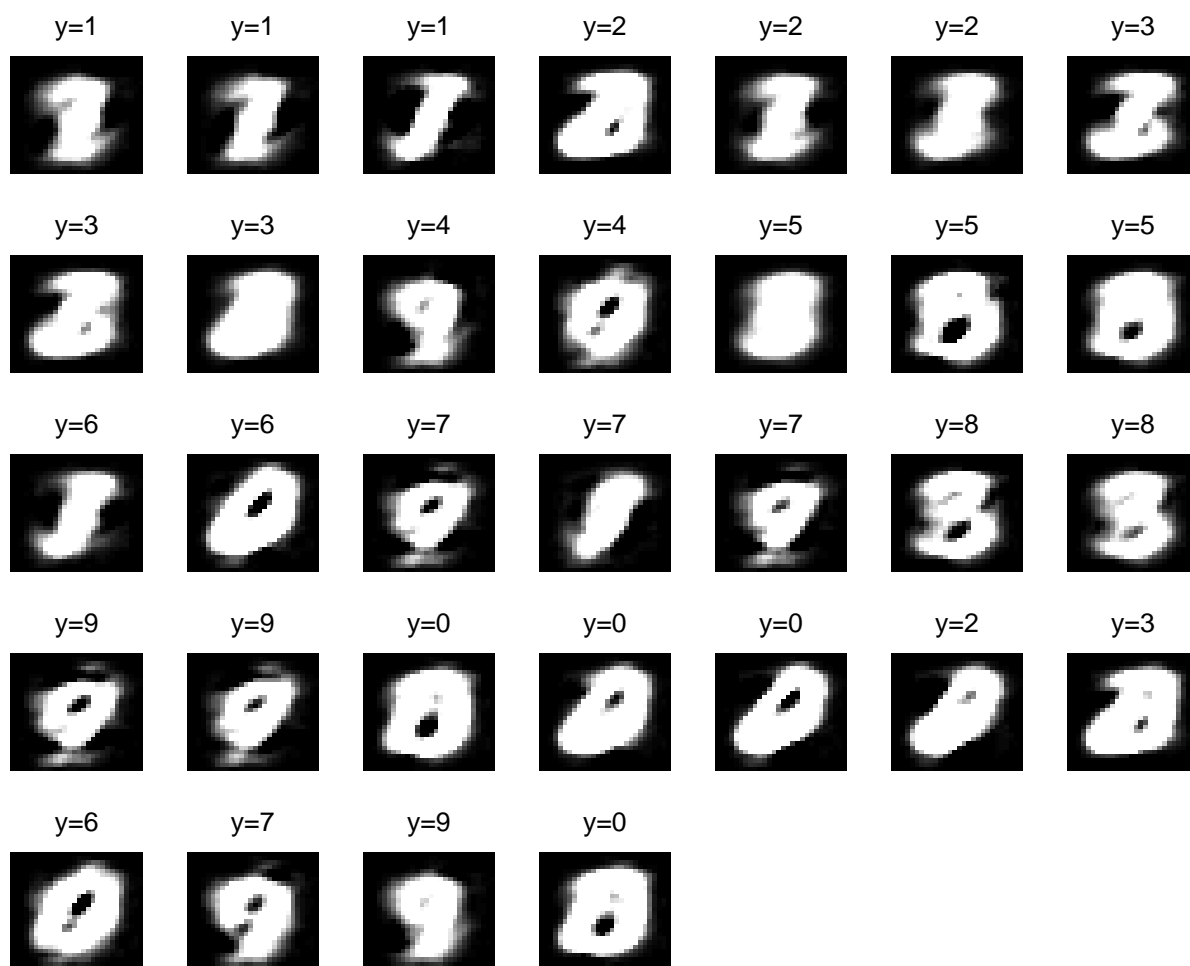 y=1 y=1 y=1 y=2 y=2 y=2 y=3
y=3 y=3 y=4 y=4 y=5 y=5 y=5
y=6 y=6 y=7 y=7 y=7 y=8 y=8
y=9 y=9 y=0 y=0 y=0 y=2 y=3
y=6 y=7 y=9 y=0